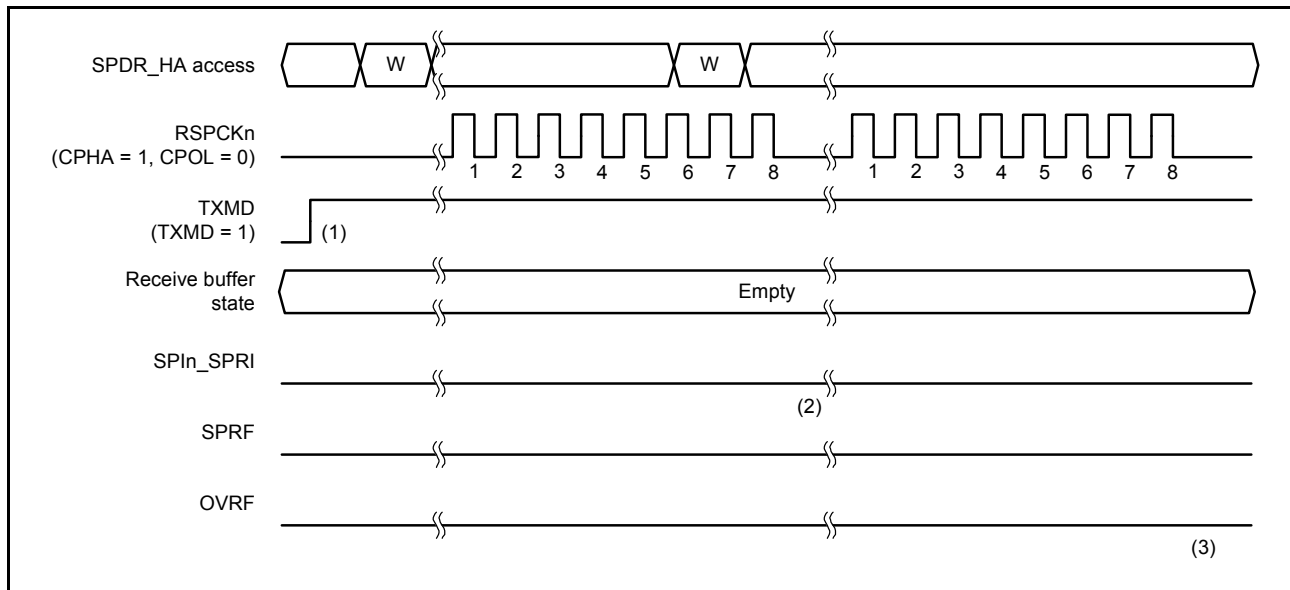 SPDR_HA access
W
W
RSPCKn
(CPHA = 1, CPOL = 0)
1 2 3 4 5 6 7 8
1 2 3 4 5 6 7 8
TXMD
(TXMD = 1)
(1)
Receive buffer
state
Empty
SPIn_SPRI
(2)
SPRF
OVRF
(3)